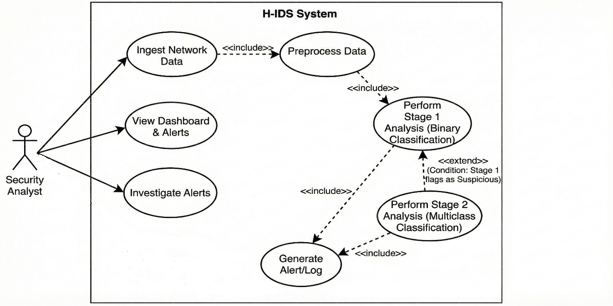 H-IDS System
Ingest Network
Data
<<include>>
Preprocess Data
<<include>>
View Dashboard
& Alerts
Perform
Stage 1
Analysis (Binary
Classification)
Security
Analyst
<<extend>>
(Condition: Stage 1
flags as Suspicious)
Investigate Alerts
<<include>>
Perform Stage 2
Analysis (Multiclass
Classification)
<<include>>
Generate
Alert/Log